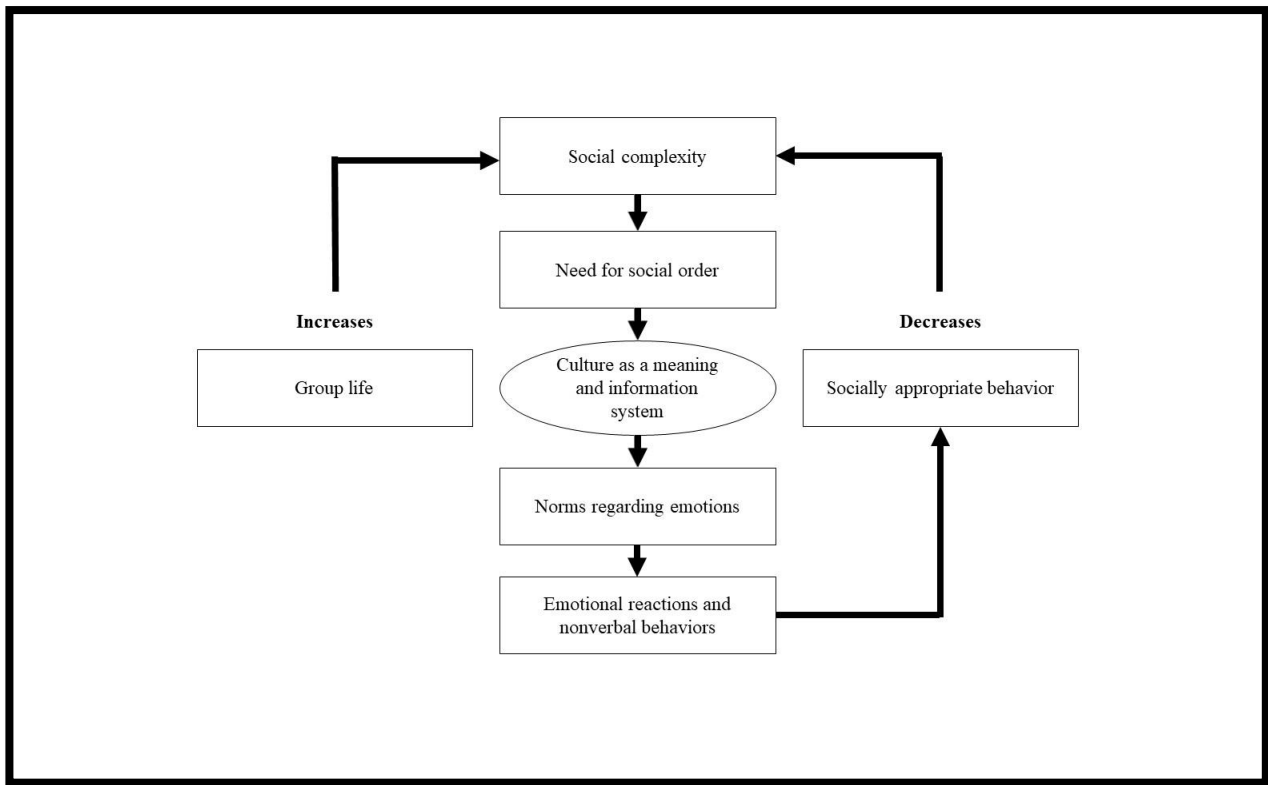 Social complexity
Need for social order
Increases
Decreases
Group life
Culture as a meaning
and information
system
Socially appropriate behavior
Norms regarding emotions
Emotional reactions and
nonverbal behaviors